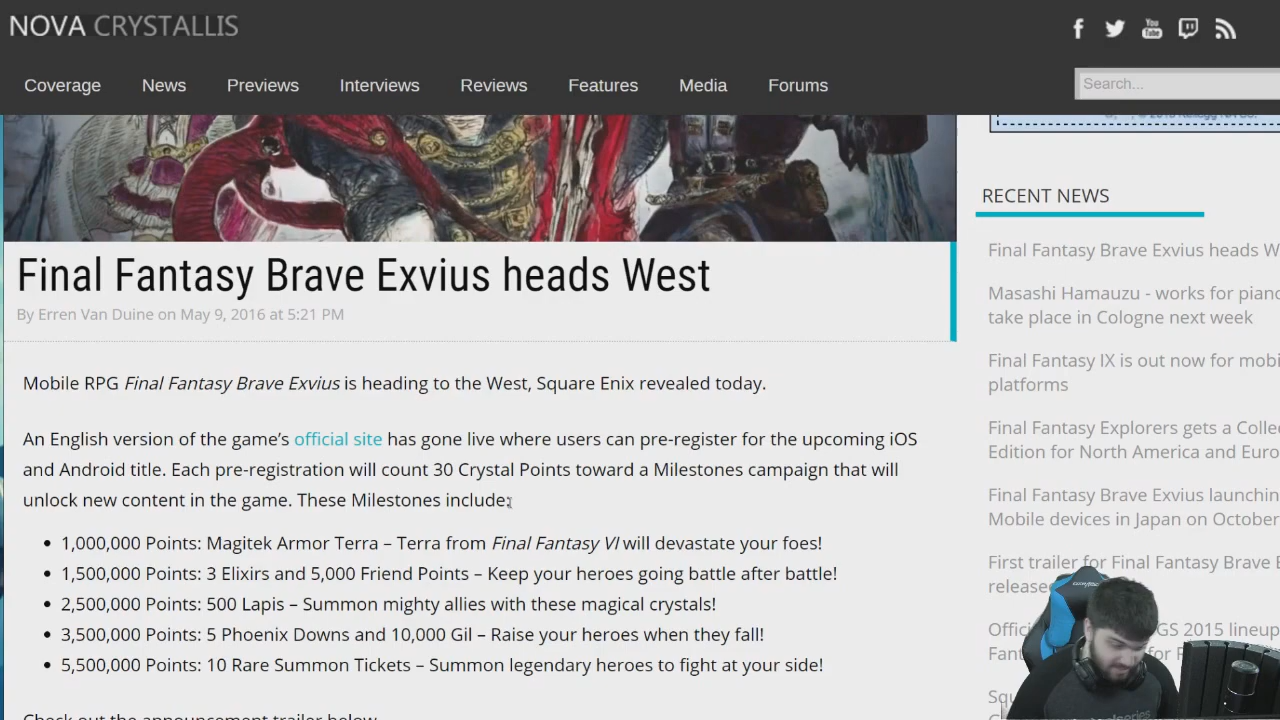 NOVA CRYSTALLIS
Coverage News Previews Interviews Reviews Features Media Forums
Search...
RECENT NEWS
Final Fantasy Brave Exvius heads West
By Erren Van Duine on May 9, 2016 at 5:21 PM
Mobile RPG Final Fantasy Brave Exvius is heading to the West, Square Enix revealed today.
An English version of the game’s official site has gone live where users can pre-register for the upcoming iOS
and Android title. Each pre-registration will count 30 Crystal Points toward a Milestones campaign that will
unlock new content in the game. These Milestones include:
1,000,000 Points: Magitek Armor Terra – Terra from Final Fantasy VI will devastate your foes!
1,500,000 Points: 3 Elixirs and 5,000 Friend Points – Keep your heroes going battle after battle!
2,500,000 Points: 500 Lapis – Summon mighty allies with these magical crystals!
3,500,000 Points: 5 Phoenix Downs and 10,000 Gil – Raise your heroes when they fall!
5,500,000 Points: 10 Rare Summon Tickets – Summon legendary heroes to fight at your side!
Check out the announcement trailer below
Final Fantasy Brave Exvius heads W
Masashi Hamauzu - works for piano
take place in Cologne next week
Final Fantasy IX is out now for mobi
platforms
Final Fantasy Explorers gets a Colle
Edition for North America and Euro
Final Fantasy Brave Exvius launchin
Mobile devices in Japan on October
First trailer for Final Fantasy Brave E
GS 2015 lineup